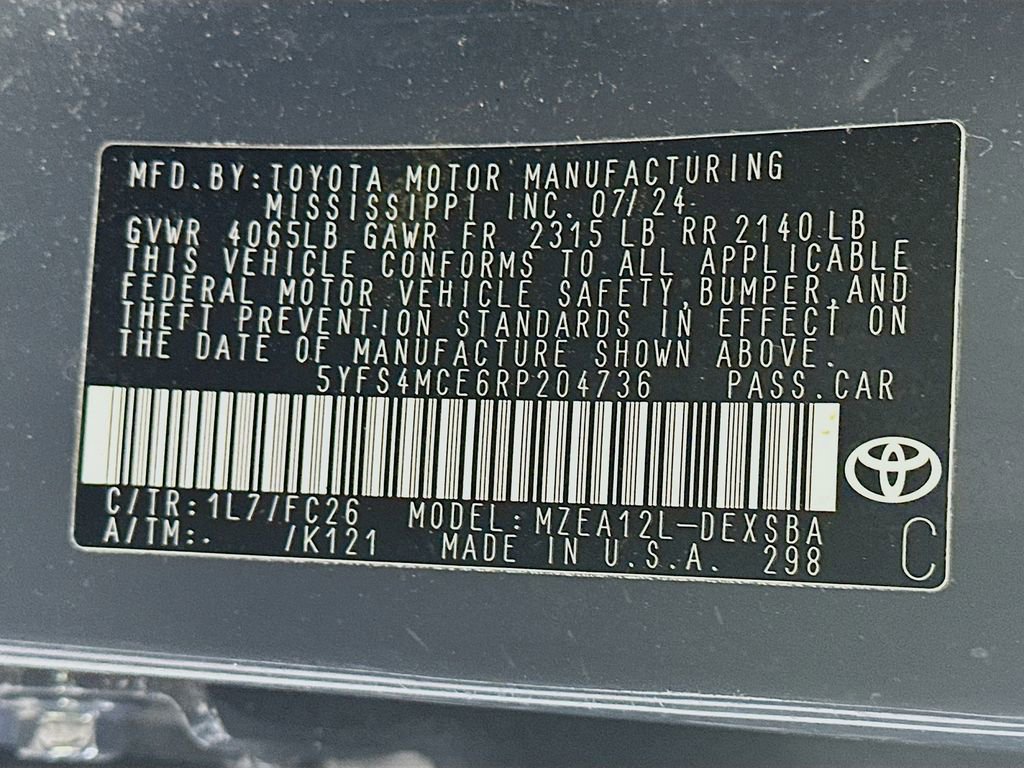 MFD.BY:TOYOTA MOTOR MANUFACTURING
MISSISSIPPI INC. 07/24
GVWR 4065LB GAWR FR 2315LB RR 2140LB
THIS VEHICLE CONFORMS TO ALL APPLICABLE
FEDERAL MOTOR VEHICLE SAFETY,BUMPER,AND
THEFT PREVENTION STANDARDS IN EFFECT ON
THE DATE OF MANUFACTURE SHOWN ABOVE.
5YFS4MCE6RP204736 PASS.CAR
C/TR:1L7/FC26 MODEL:MZEA12L-DEXSBA
A/TM:. /K121 MADE IN U.S.A. 298
C